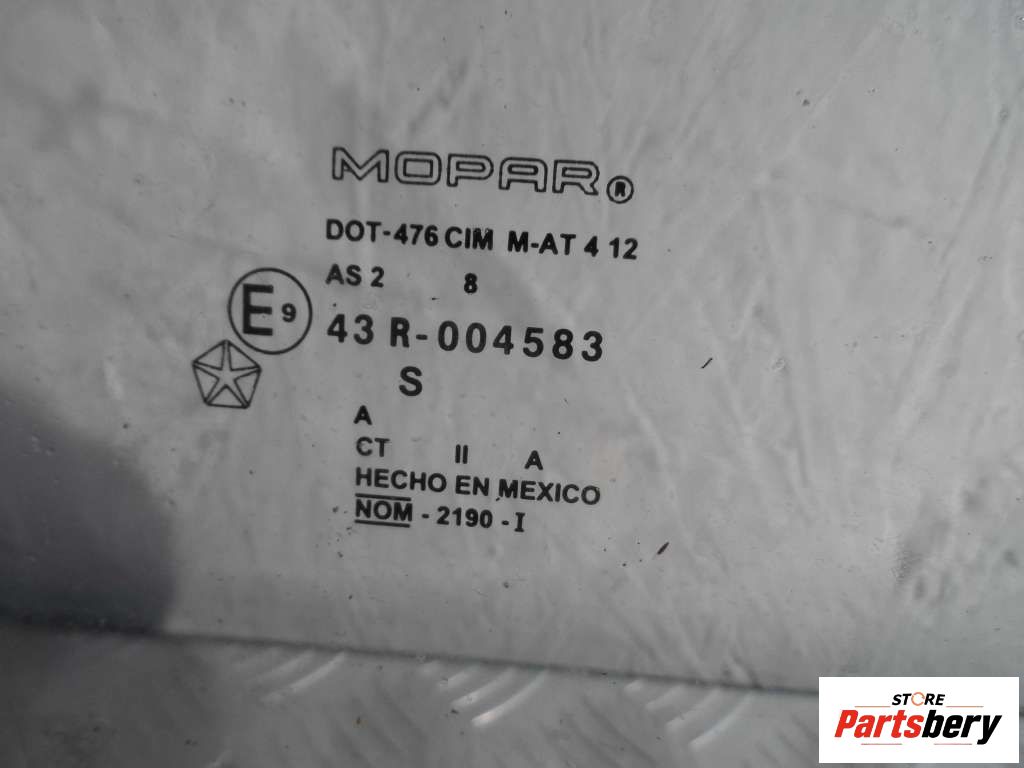 MOPAR®
DOT-476 CIM M-AT 4 12
AS 2 8
E9 43 R-004583
S
A
CT II A
HECHO EN MEXICO
NOM - 2190 - I
STORE
Partsbery